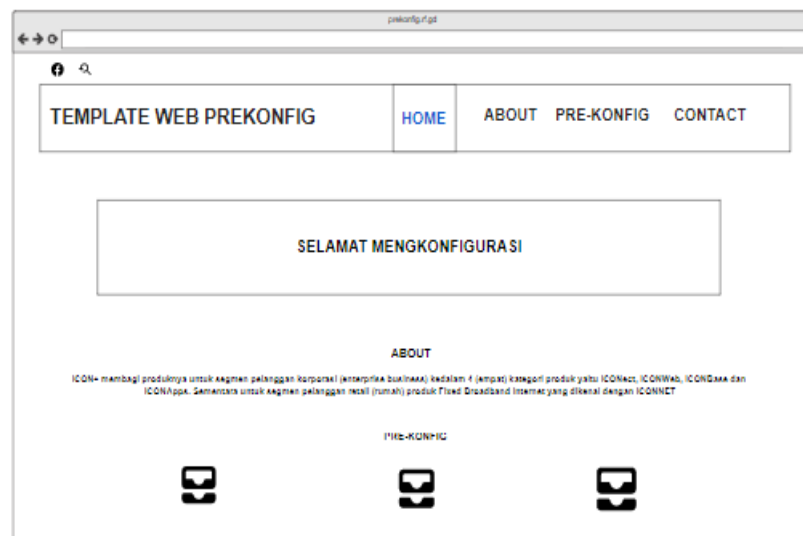 prekonfig.rf.gd
TEMPLATE WEB PREKONFIG
HOME
ABOUT
PRE-KONFIG
CONTACT
SELAMAT MENGKONFIGURASI
ABOUT
ICON+ membagi produknya untuk segmen pelanggan korporasi (enterprise business) kedalam 4 (empat) kategori produk yaitu ICONect, ICONWeb, ICONBase dan
ICONApps. Sementara untuk segmen pelanggan retail (rumah) produk Fixed Broadband Internet yang dikenal dengan ICONNET
PRE-KONFIG